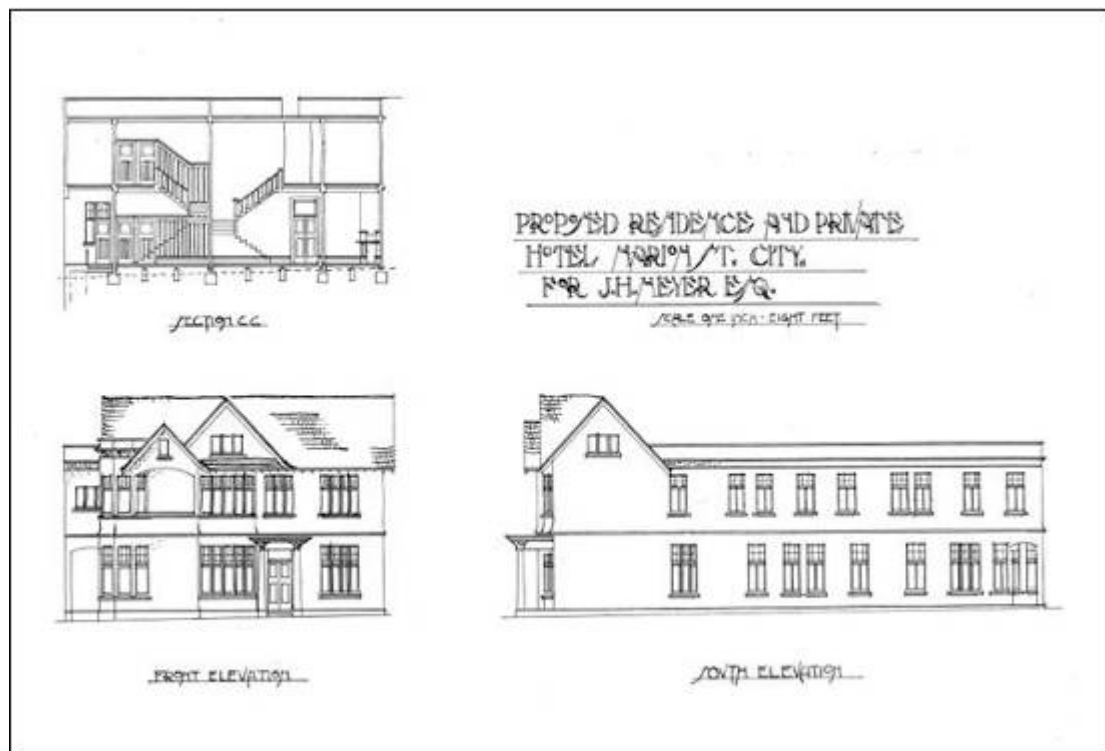 SECTION C C
PROPOSED RESIDENCE AND PRIVATE
HOTEL MORION ST. CITY.
FOR J.H. MEYER ESQ.
SCALE ONE INCH - EIGHT FEET
FRONT ELEVATION
SOUTH ELEVATION